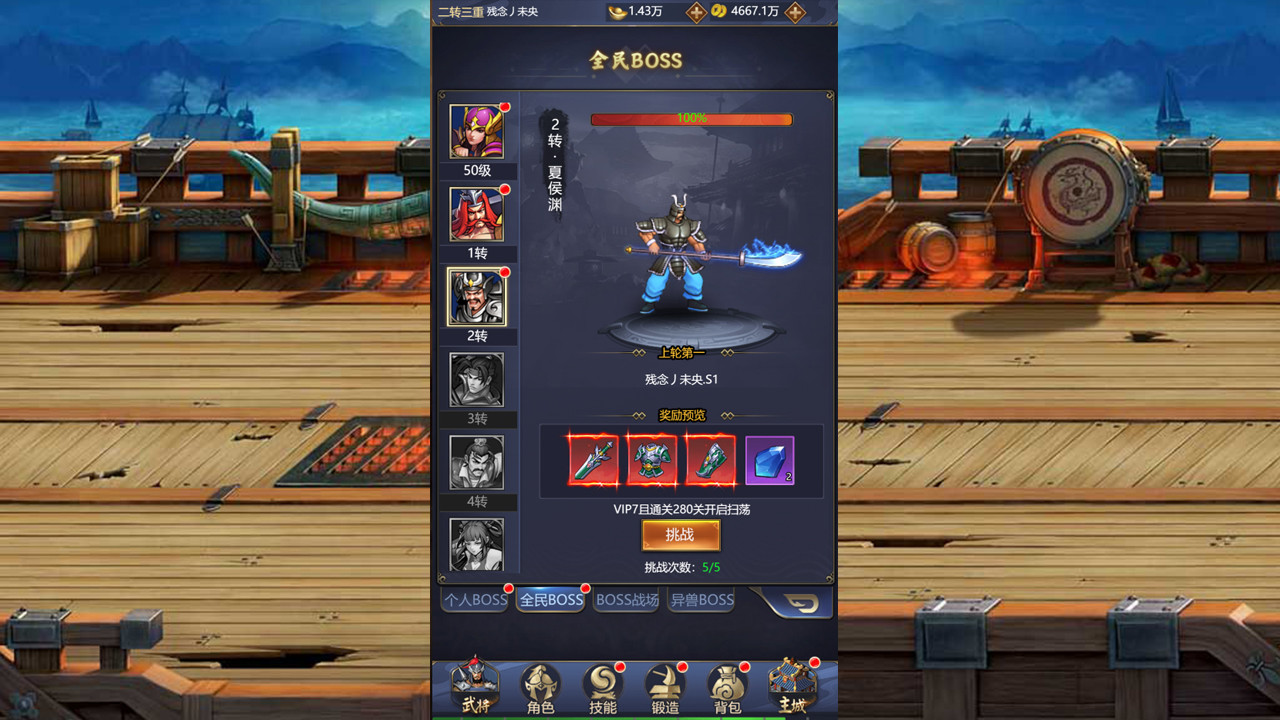 二转三重 残念丿未央
1.43万
4667.1万
全民BOSS
100%
2转·夏侯渊
50级
1转
2转
3转
4转
上轮第一
残念丿未央.S1
奖励预览
2
VIP7且通关280关开启扫荡
挑战
挑战次数: 5/5
个人BOSS
全民BOSS
BOSS战场
异兽BOSS
武将
角色
技能
锻造
背包
主城